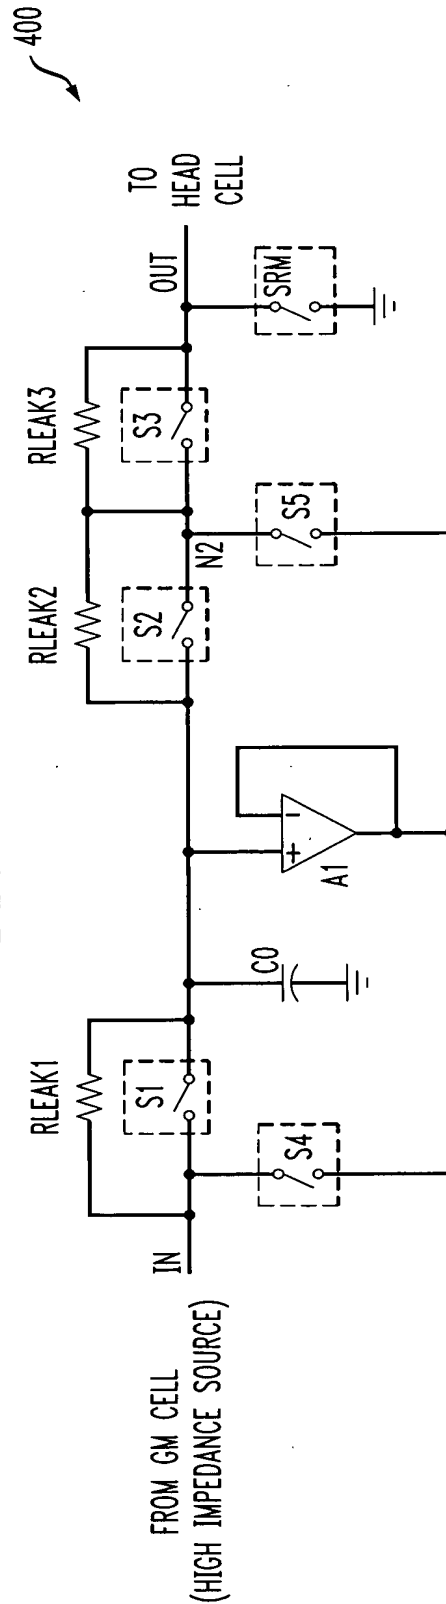 400
FROM GM CELL
(HIGH IMPEDANCE SOURCE)
IN
RLEAK1
S1
S4
C0
A1
+
−
RLEAK2
S2
N2
S5
RLEAK3
S3
OUT
SRM
TO
HEAD
CELL